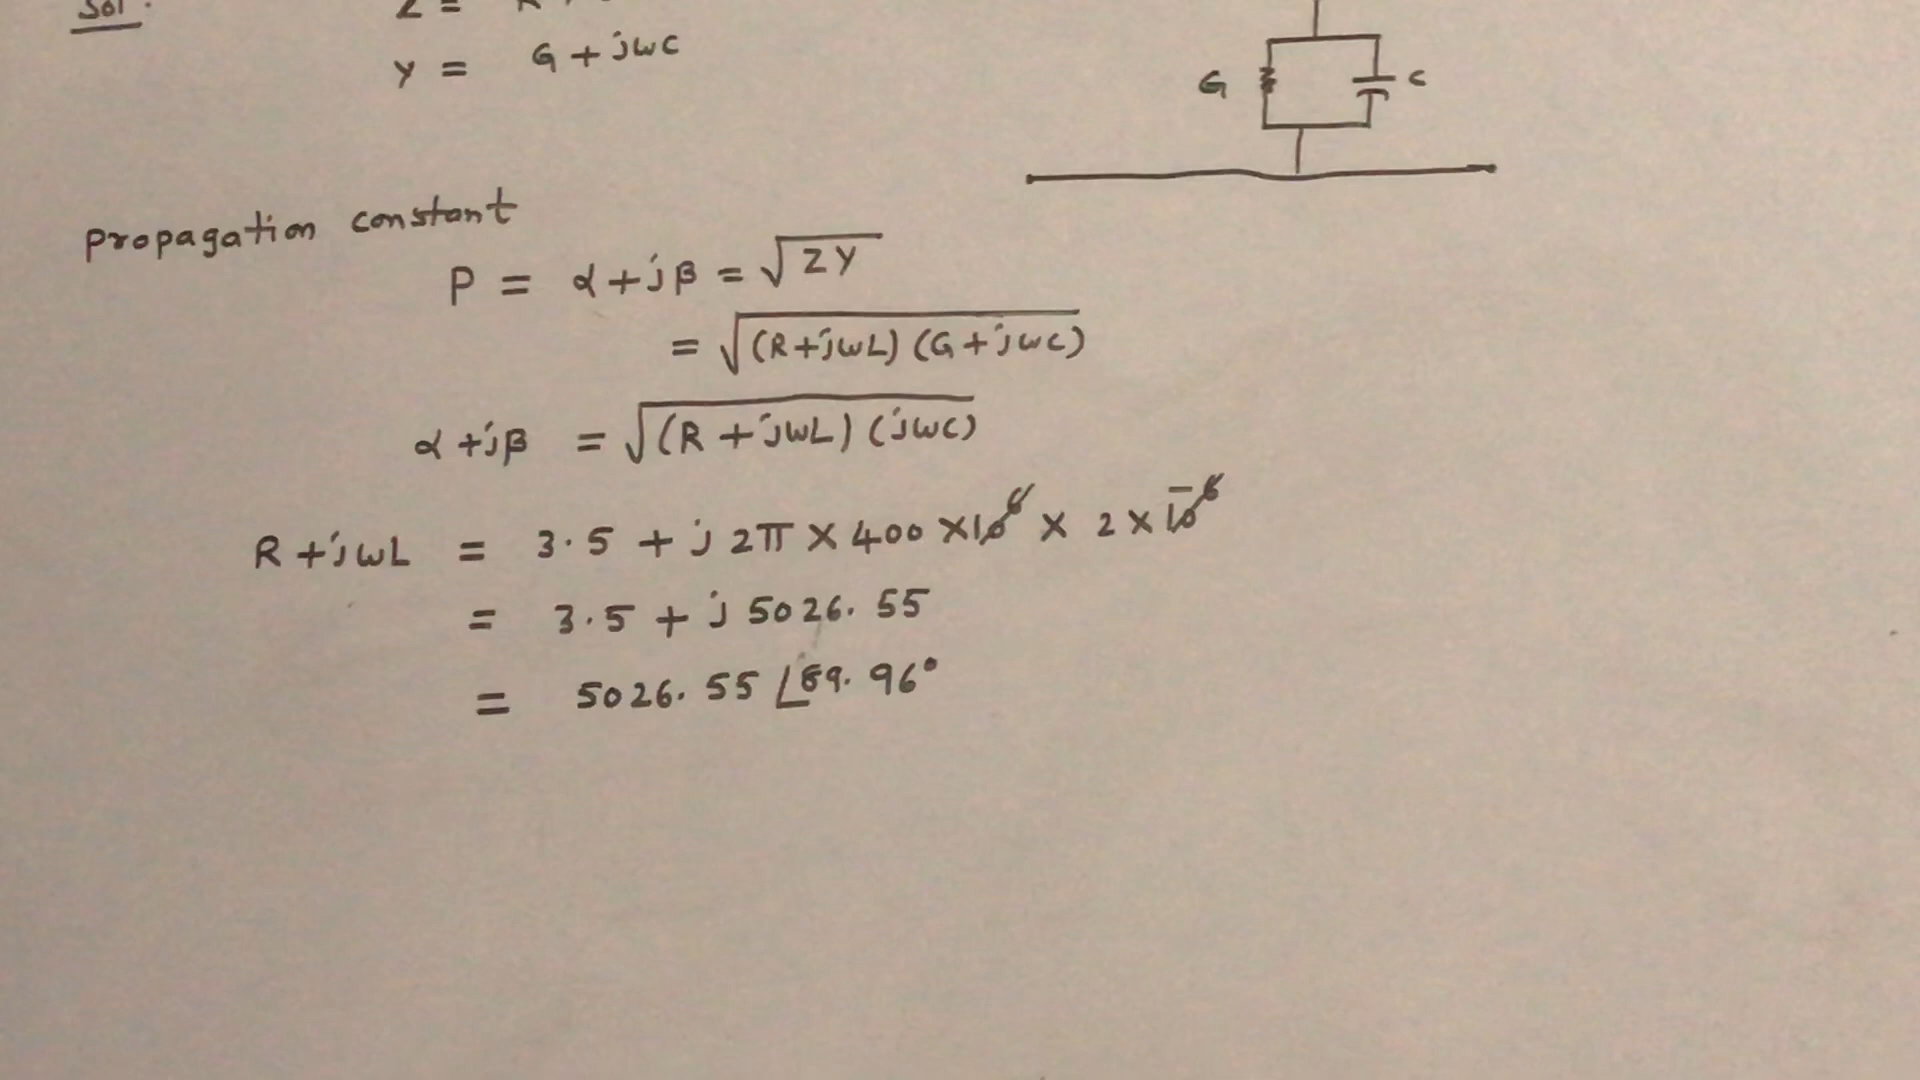 Sol.
Z = R
Y = G + jωC
G C
Propagation constant
P = α + jβ = √ZY
= √(R+jωL) (G+jωC)
α + jβ = √(R + jωL) (jωC)
R + jωL = 3.5 + j 2π × 400 × 10⁶ × 2 × 10⁻⁶
= 3.5 + j 5026.55
= 5026.55 ∠89.96°